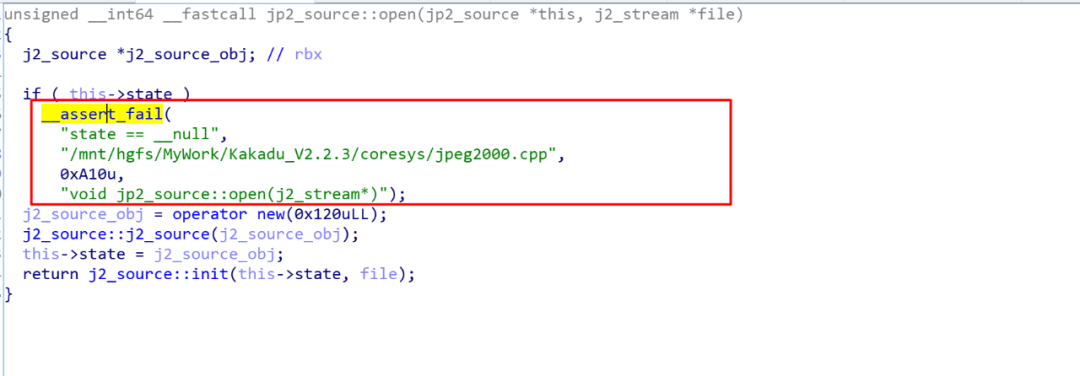 unsigned __int64 __fastcall jp2_source::open(jp2_source *this, j2_stream *file)
{
j2_source *j2_source_obj; // rbx
if ( this->state )
__assert_fail(
"state == __null",
"/mnt/hgfs/MyWork/Kakadu_V2.2.3/coresys/jpeg2000.cpp",
0xA10u,
"void jp2_source::open(j2_stream*)");
j2_source_obj = operator new(0x120uLL);
j2_source::j2_source(j2_source_obj);
this->state = j2_source_obj;
return j2_source::init(this->state, file);
}